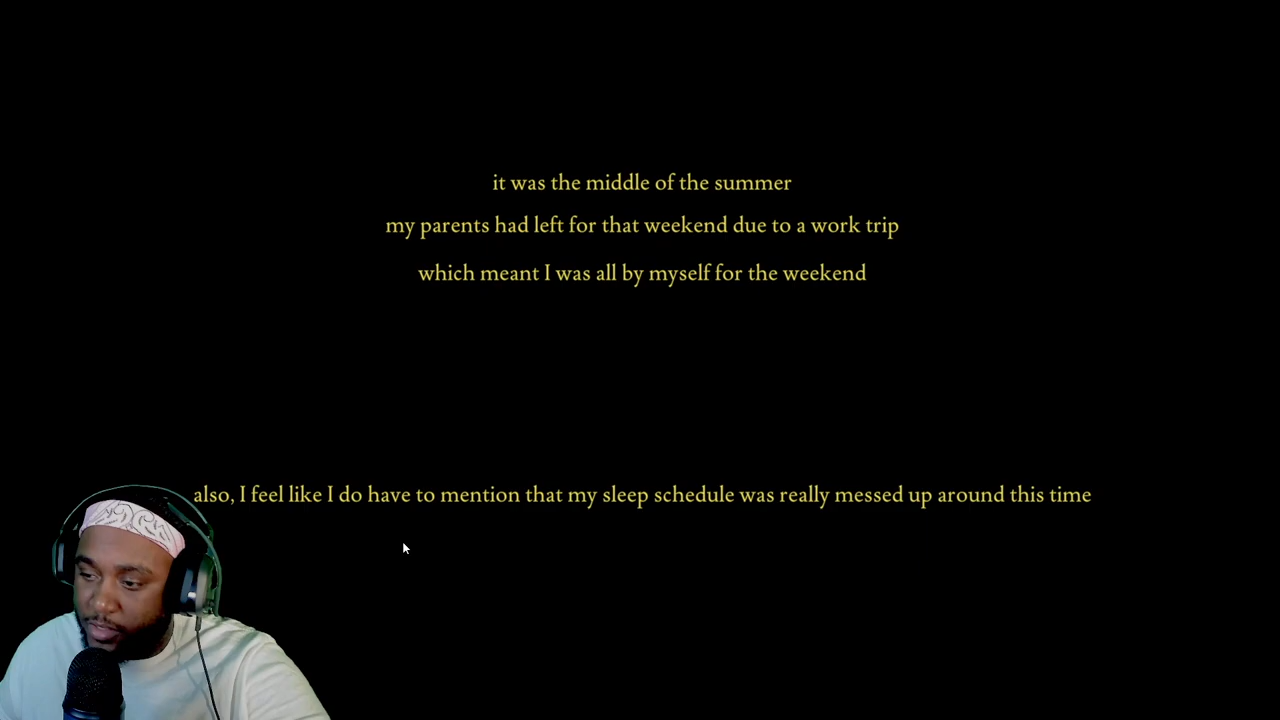 it was the middle of the summer
my parents had left for that weekend due to a work trip
which meant I was all by myself for the weekend
also, I feel like I do have to mention that my sleep schedule was really messed up around this time